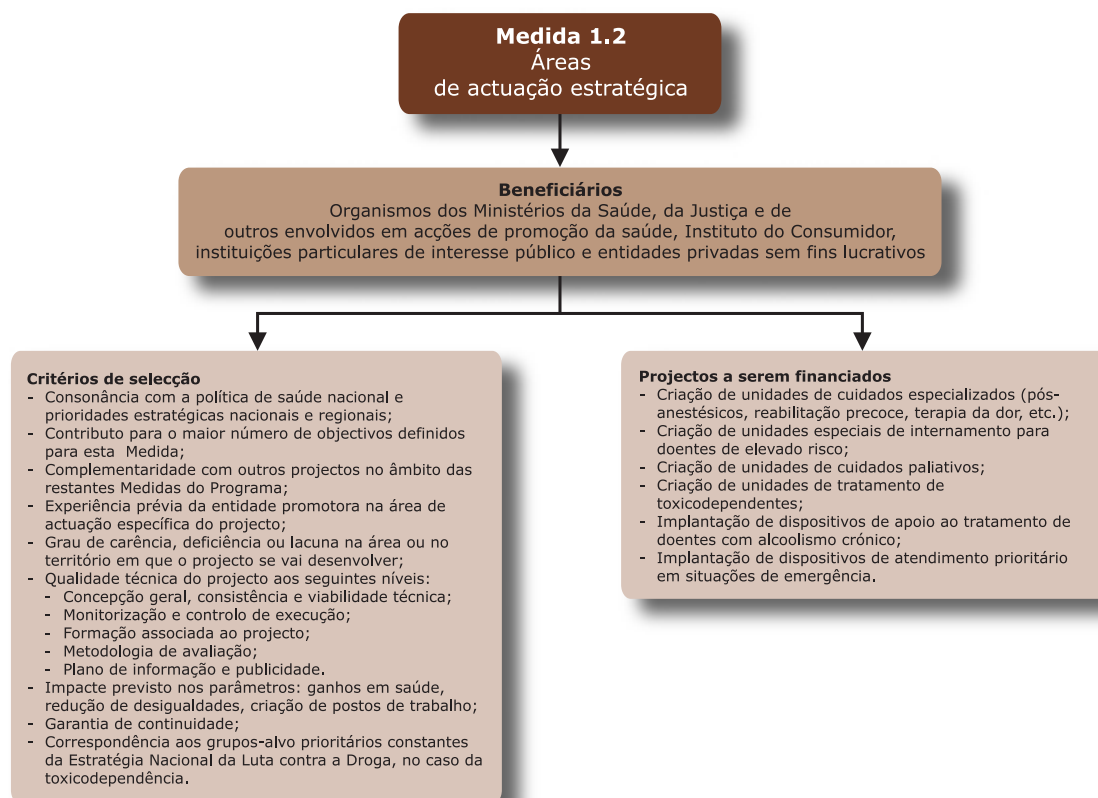 Medida 1.2
Áreas
de actuação estratégica
Beneficiários
Organismos dos Ministérios da Saúde, da Justiça e de
outros envolvidos em acções de promoção da saúde, Instituto do Consumidor,
instituições particulares de interesse público e entidades privadas sem fins lucrativos
Critérios de selecção
- Consonância com a política de saúde nacional e
prioridades estratégicas nacionais e regionais;
- Contributo para o maior número de objectivos definidos
para esta Medida;
- Complementaridade com outros projectos no âmbito das
restantes Medidas do Programa;
- Experiência prévia da entidade promotora na área de
actuação específica do projecto;
- Grau de carência, deficiência ou lacuna na área ou no
território em que o projecto se vai desenvolver;
- Qualidade técnica do projecto aos seguintes níveis:
- Concepção geral, consistência e viabilidade técnica;
- Monitorização e controlo de execução;
- Formação associada ao projecto;
- Metodologia de avaliação;
- Plano de informação e publicidade.
- Impacte previsto nos parâmetros: ganhos em saúde,
redução de desigualdades, criação de postos de trabalho;
- Garantia de continuidade;
- Correspondência aos grupos-alvo prioritários constantes
da Estratégia Nacional da Luta contra a Droga, no caso da
toxicodependência.
Projectos a serem financiados
- Criação de unidades de cuidados especializados (pós-
anestésicos, reabilitação precoce, terapia da dor, etc.);
- Criação de unidades especiais de internamento para
doentes de elevado risco;
- Criação de unidades de cuidados paliativos;
- Criação de unidades de tratamento de
toxicodependentes;
- Implantação de dispositivos de apoio ao tratamento de
doentes com alcoolismo crónico;
- Implantação de dispositivos de atendimento prioritário
em situações de emergência.